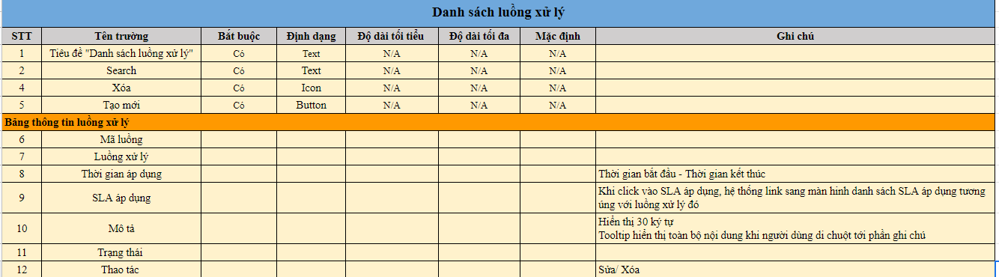 Danh sách luồng xử lý
STT Tên trường Bắt buộc Định dạng Độ dài tối tiểu Độ dài tối đa Mặc định Ghi chú
1 Tiêu đề "Danh sách luồng xử lý" Có Text N/A N/A N/A
2 Search Có Text N/A N/A N/A
4 Xóa Có Icon N/A N/A N/A
5 Tạo mới Có Button N/A N/A N/A
Bảng thông tin luồng xử lý
6 Mã luồng
7 Luồng xử lý
8 Thời gian áp dụng Thời gian bắt đầu - Thời gian kết thúc
9 SLA áp dụng Khi click vào SLA áp dụng, hệ thống link sang màn hình danh sách SLA áp dụng tương
ứng với luồng xử lý đó
10 Mô tả Hiển thị 30 ký tự
Tooltip hiển thị toàn bộ nội dung khi người dùng di chuột tới phần ghi chú
11 Trạng thái
12 Thao tác Sửa/ Xóa